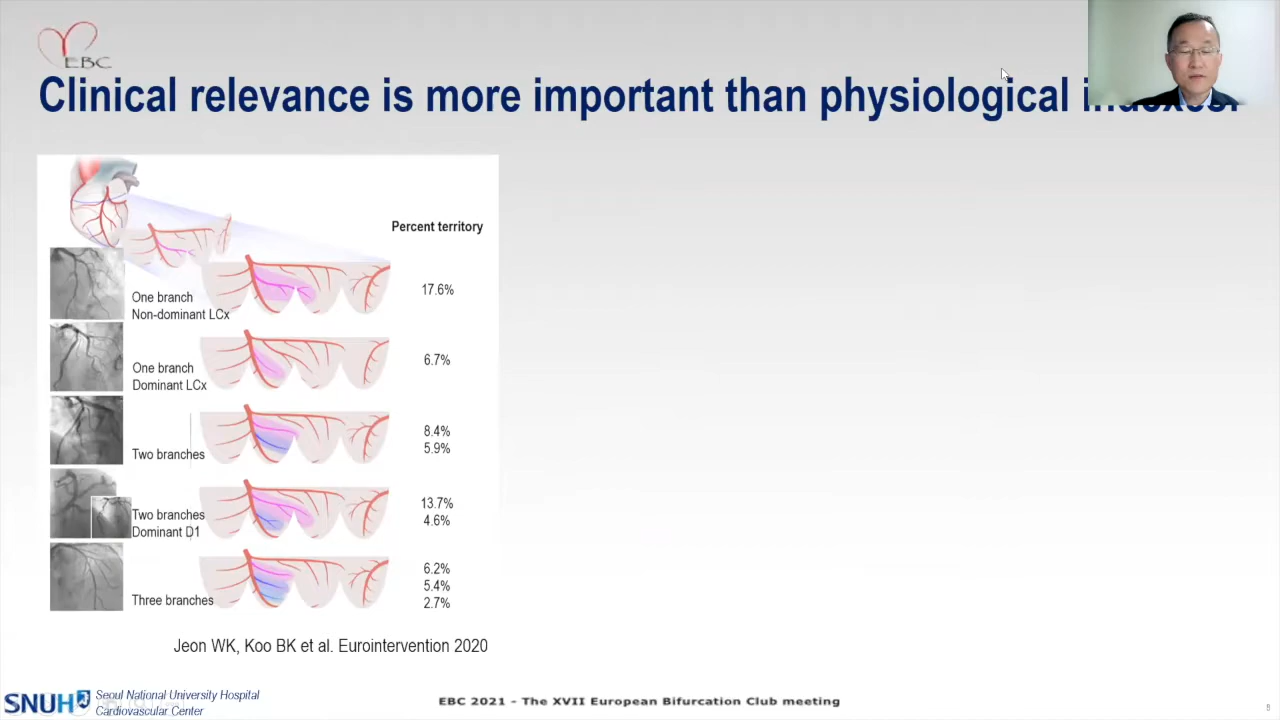 EBC
Clinical relevance is more important than physiological indexes.
Percent territory
17.6%
One branch
Non-dominant LCx
6.7%
One branch
Dominant LCx
8.4%
5.9%
Two branches
13.7%
4.6%
Two branches
Dominant D1
6.2%
5.4%
2.7%
Three branches
Jeon WK, Koo BK et al. Eurointervention 2020
SNUH
Seoul National University Hospital
Cardiovascular Center
EBC 2021 - The XVII European Bifurcation Club meeting
8